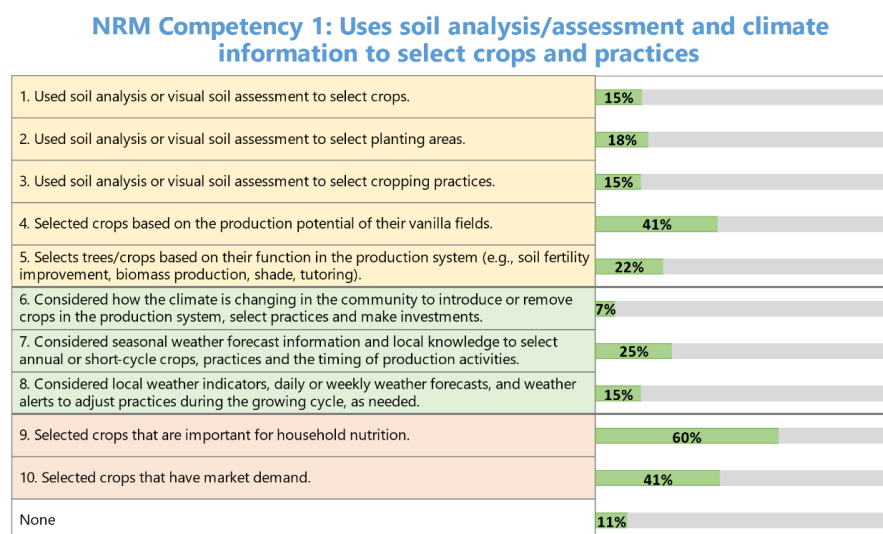 NRM Competency 1: Uses soil analysis/assessment and climate
information to select crops and practices
1. Used soil analysis or visual soil assessment to select crops.
15%
2. Used soil analysis or visual soil assessment to select planting areas.
18%
3. Used soil analysis or visual soil assessment to select cropping practices.
15%
4. Selected crops based on the production potential of their vanilla fields.
41%
5. Selects trees/crops based on their function in the production system (e.g., soil fertility
improvement, biomass production, shade, tutoring).
22%
6. Considered how the climate is changing in the community to introduce or remove
crops in the production system, select practices and make investments.
7%
7. Considered seasonal weather forecast information and local knowledge to select
annual or short-cycle crops, practices and the timing of production activities.
25%
8. Considered local weather indicators, daily or weekly weather forecasts, and weather
alerts to adjust practices during the growing cycle, as needed.
15%
9. Selected crops that are important for household nutrition.
60%
10. Selected crops that have market demand.
41%
None
11%